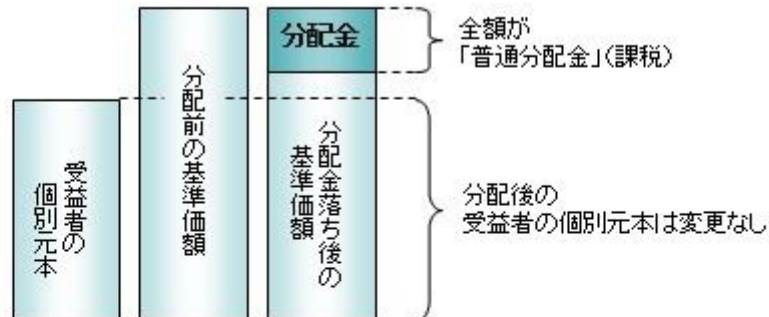 受益者の
個別元本
分配前の基準価額
分配金
分配金落ち後の
基準価額
全額が
「普通分配金」(課税)
分配後の
受益者の個別元本は変更なし